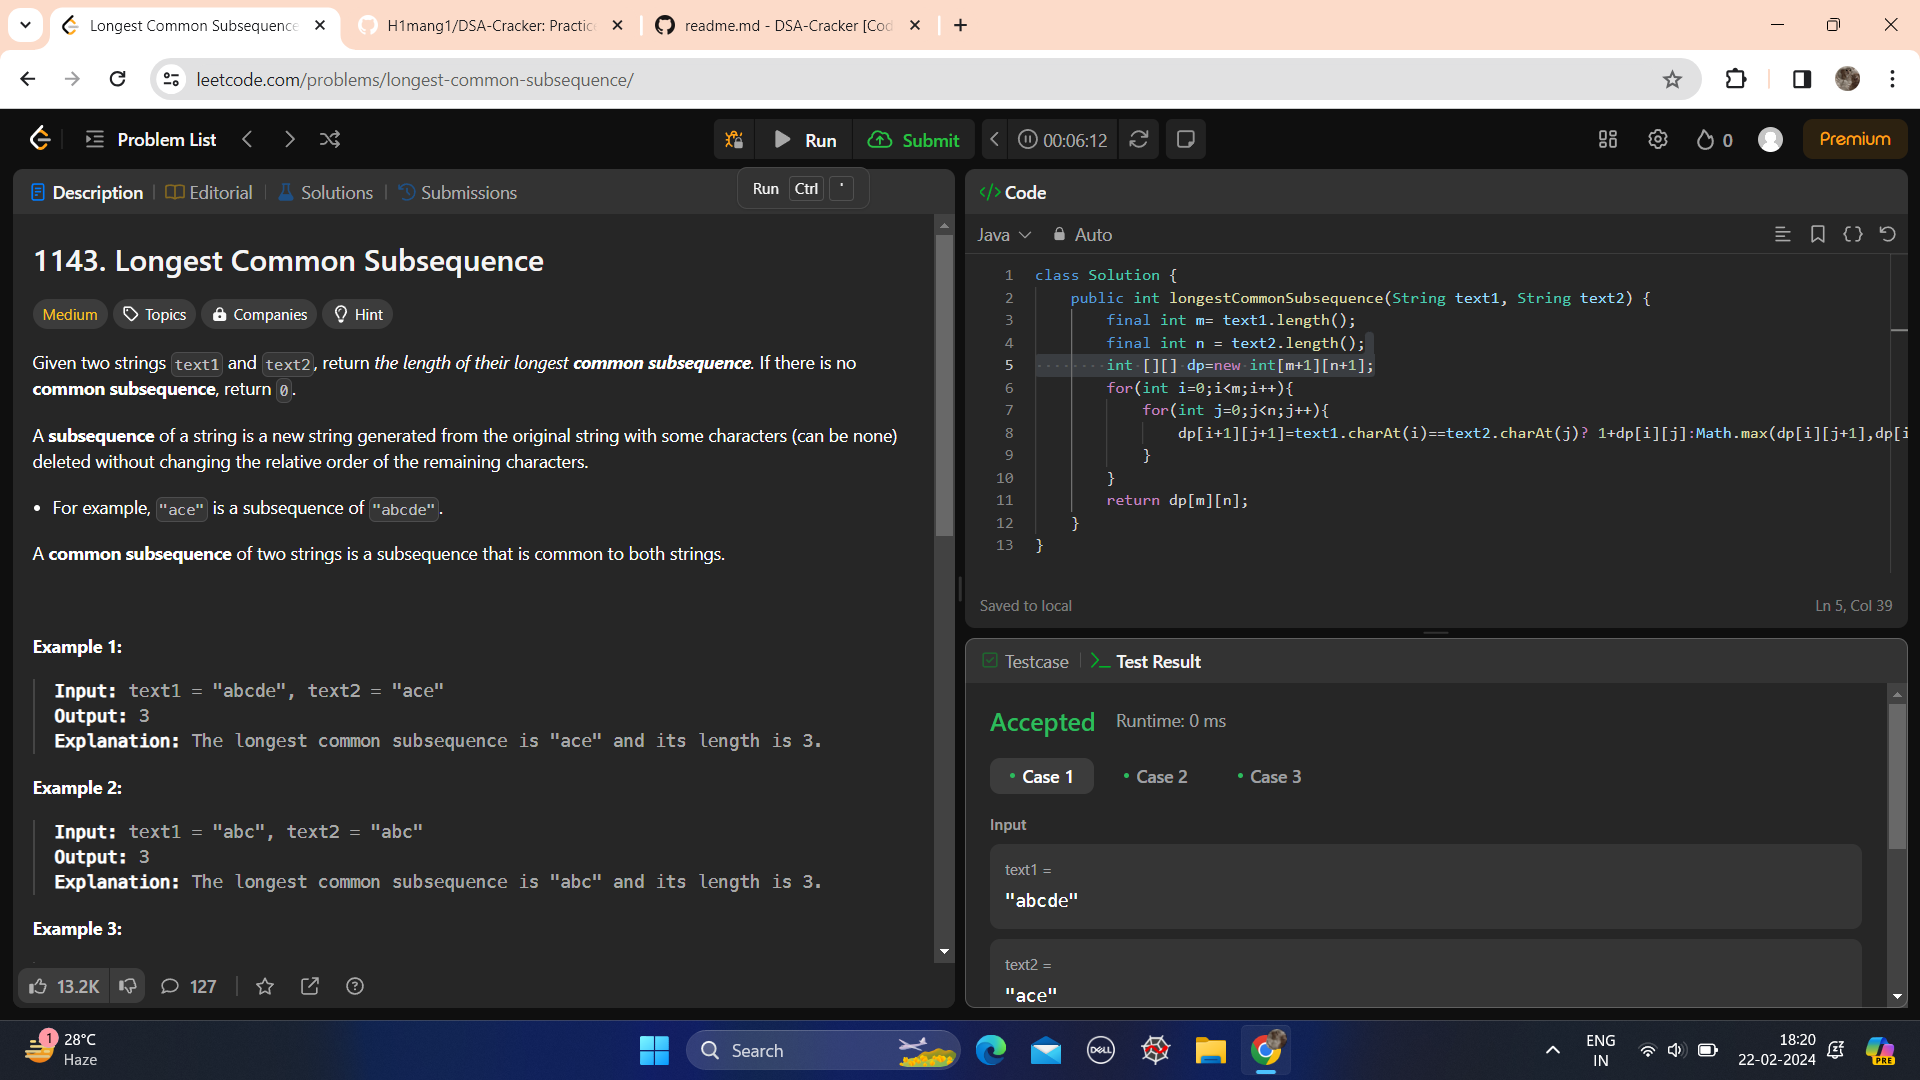 Longest Common Subsequence
H1mang1/DSA-Cracker: Practic
readme.md - DSA-Cracker [Cod
leetcode.com/problems/longest-common-subsequence/
Problem List
Run
Submit
00:06:12
0
Premium
Description
Editorial
Solutions
Submissions
Run Ctrl '
1143. Longest Common Subsequence
Medium
Topics
Companies
Hint
Given two strings text1 and text2, return the length of their longest common subsequence. If there is no
common subsequence, return 0.
A subsequence of a string is a new string generated from the original string with some characters (can be none)
deleted without changing the relative order of the remaining characters.
• For example, "ace" is a subsequence of "abcde".
A common subsequence of two strings is a subsequence that is common to both strings.
Example 1:
Input: text1 = "abcde", text2 = "ace"
Output: 3
Explanation: The longest common subsequence is "ace" and its length is 3.
Example 2:
Input: text1 = "abc", text2 = "abc"
Output: 3
Explanation: The longest common subsequence is "abc" and its length is 3.
Example 3:
13.2K
127
</> Code
Java
Auto
1 class Solution {
2 public int longestCommonSubsequence(String text1, String text2) {
3 final int m= text1.length();
4 final int n = text2.length();
5 int [][] dp=new int[m+1][n+1];
6 for(int i=0;i<m;i++){
7 for(int j=0;j<n;j++){
8 dp[i+1][j+1]=text1.charAt(i)==text2.charAt(j)? 1+dp[i][j]:Math.max(dp[i][j+1],dp[i
9 }
10 }
11 return dp[m][n];
12 }
13 }
Saved to local
Ln 5, Col 39
Testcase
Test Result
Accepted
Runtime: 0 ms
• Case 1
• Case 2
• Case 3
Input
text1 =
"abcde"
text2 =
"ace"
1
28°C
Haze
Search
DELL
ENG
IN
18:20
22-02-2024
PRE